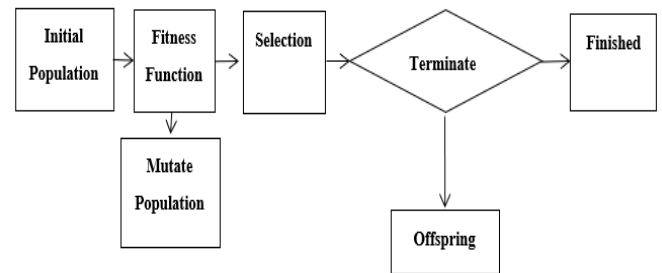 Initial
Population
Fitness
Function
Selection
Terminate
Finished
Mutate
Population
Offspring